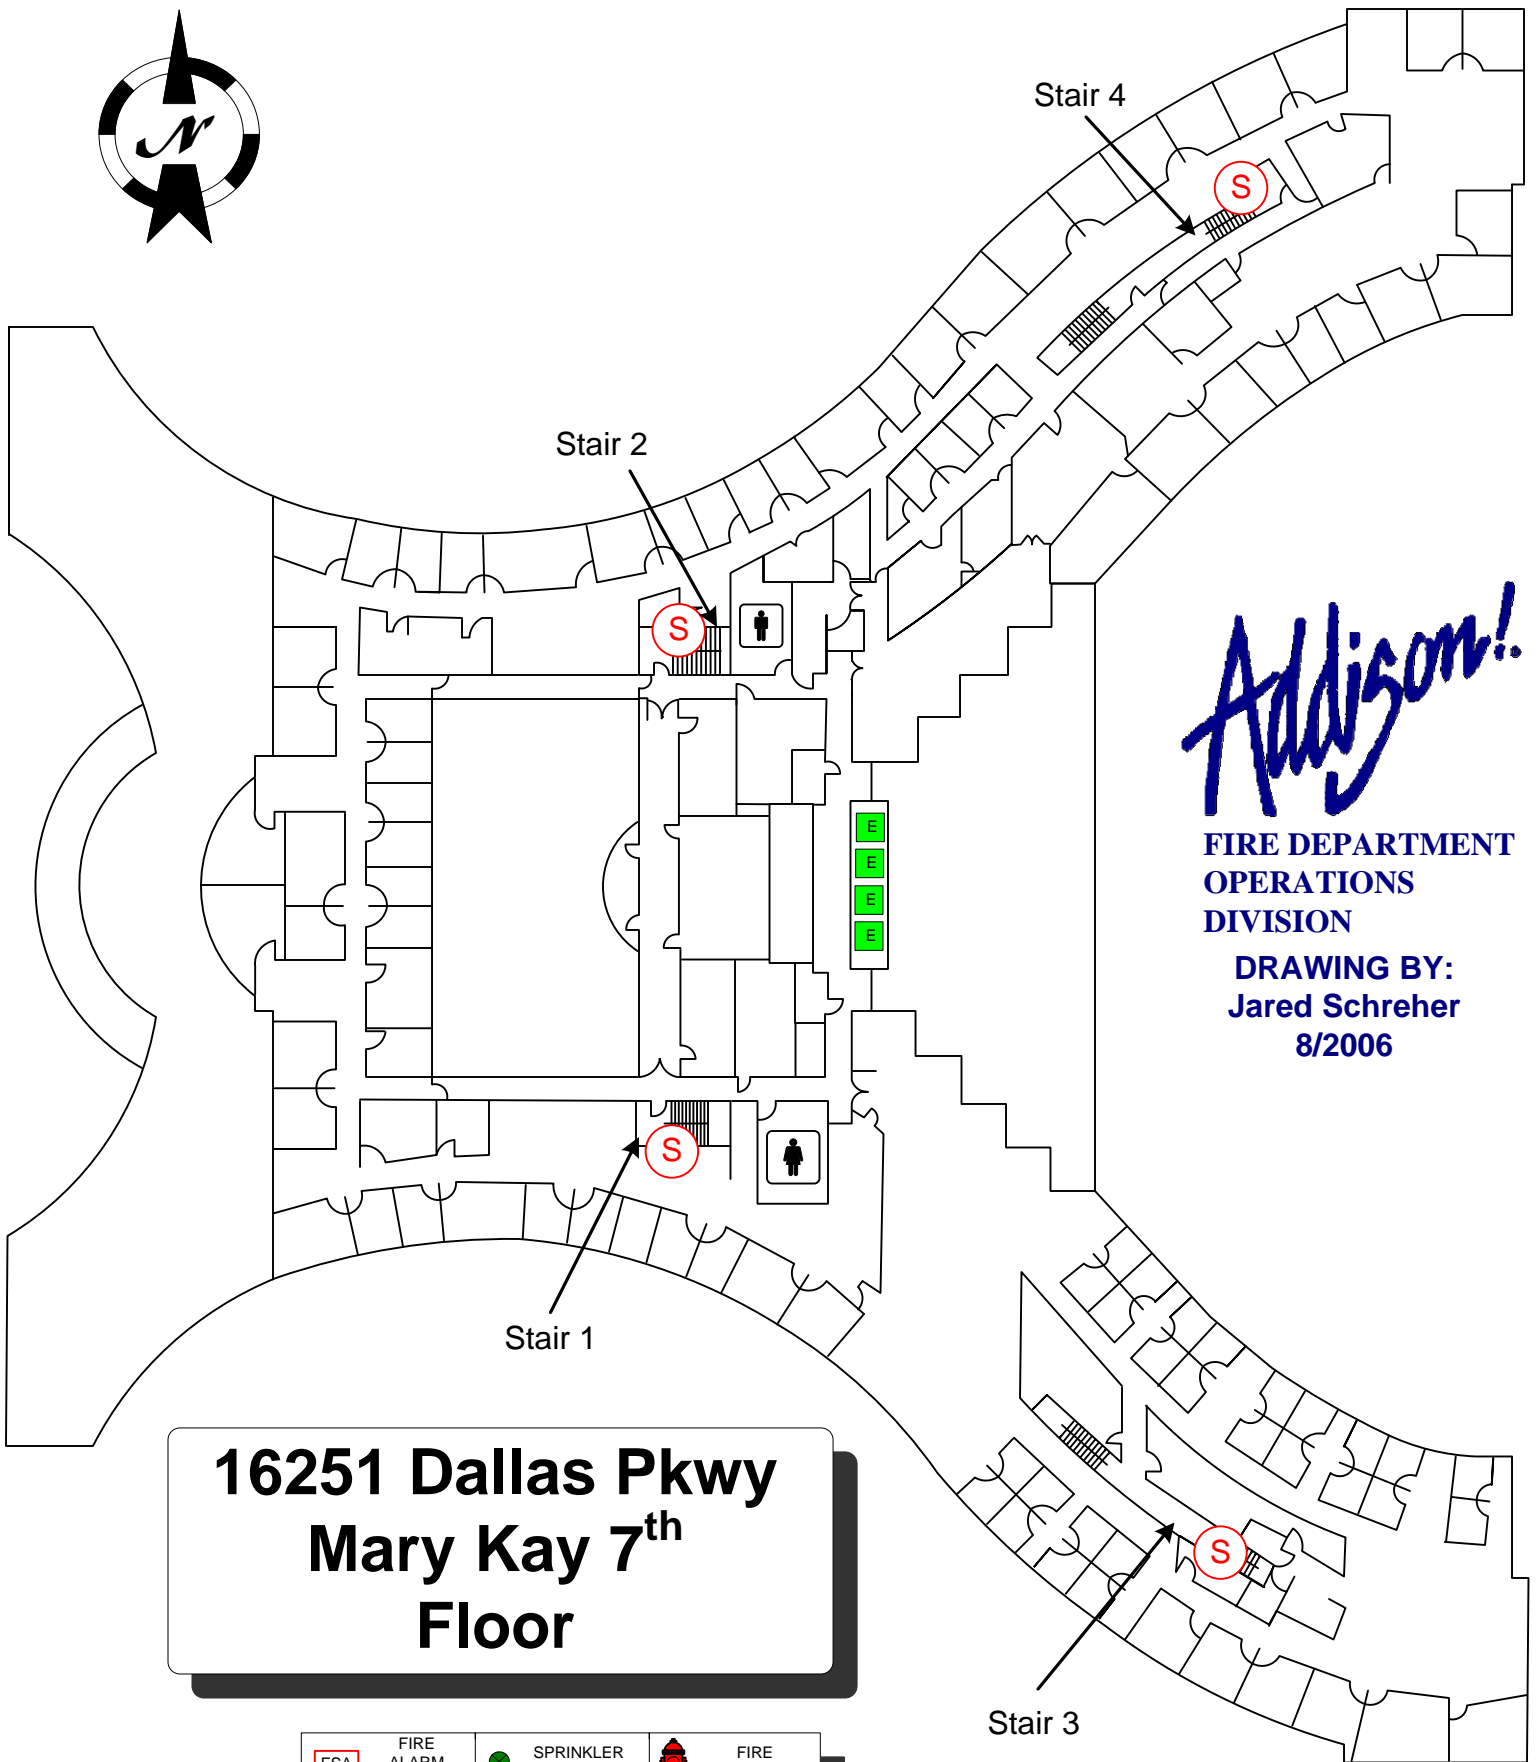 N
Stair 4
S
Stair 2
S
Addison!
E
E
E
E
FIRE DEPARTMENT
OPERATIONS
DIVISION
DRAWING BY:
Jared Schreher
8/2006
S
Stair 1
16251 Dallas Pkwy
Mary Kay 7th
Floor
S
Stair 3
FIRE
ALARM
SPRINKLER
FIRE